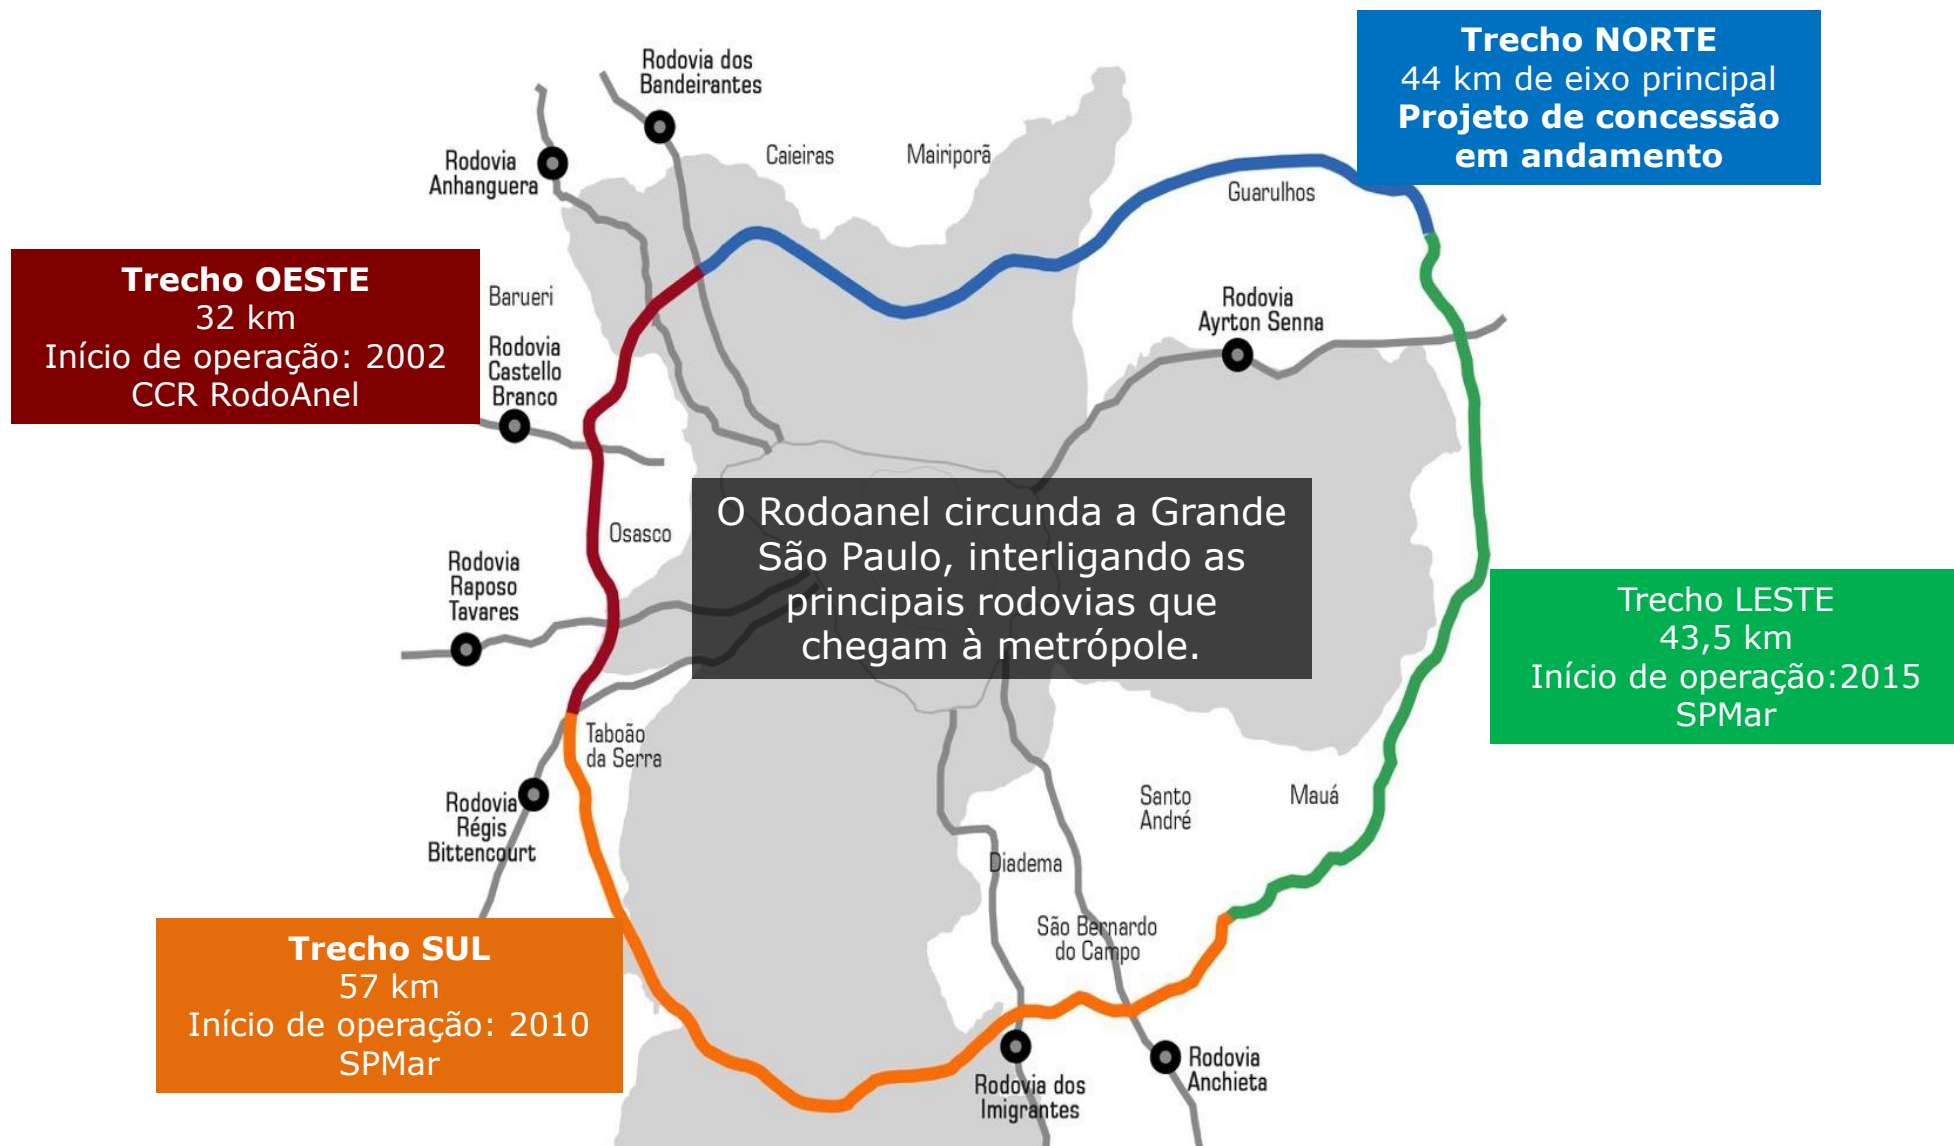 Trecho NORTE
44 km de eixo principal
Projeto de concessão
em andamento
Rodovia dos
Bandeirantes
Caieiras
Mairiporã
Rodovia
Anhanguera
Guarulhos
Trecho OESTE
32 km
Início de operação: 2002
CCR RodoAnel
Barueri
Rodovia
Castello
Branco
Rodovia
Ayrton Senna
O Rodoanel circunda a Grande
São Paulo, interligando as
principais rodovias que
chegam à metrópole.
Osasco
Rodovia
Raposo
Tavares
Trecho LESTE
43,5 km
Início de operação:2015
SPMar
Taboão
da Serra
Rodovia
Régis
Bittencourt
Santo
André
Mauá
Diadema
São Bernardo
do Campo
Trecho SUL
57 km
Início de operação: 2010
SPMar
Rodovia dos
Imigrantes
Rodovia
Anchieta